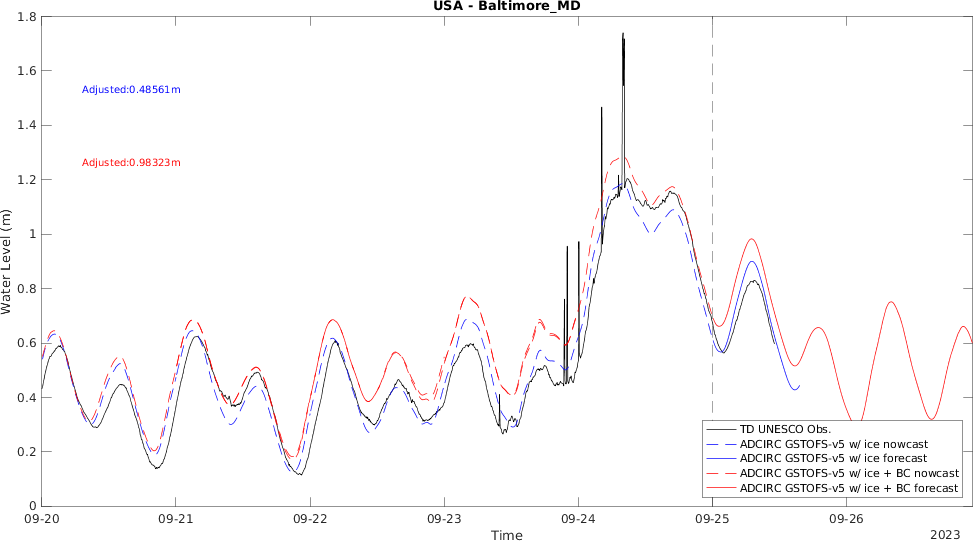 USA - Baltimore_MD
1.8
1.6
1.4
1.2
1
0.8
0.6
0.4
0.2
0
Water Level (m)
Adjusted:0.48561m
Adjusted:0.98323m
TD UNESCO Obs.
ADCIRC GSTOFS-v5 w/ ice nowcast
ADCIRC GSTOFS-v5 w/ ice forecast
ADCIRC GSTOFS-v5 w/ ice + BC nowcast
ADCIRC GSTOFS-v5 w/ ice + BC forecast
09-20 09-21 09-22 09-23 09-24 09-25 09-26
Time
2023